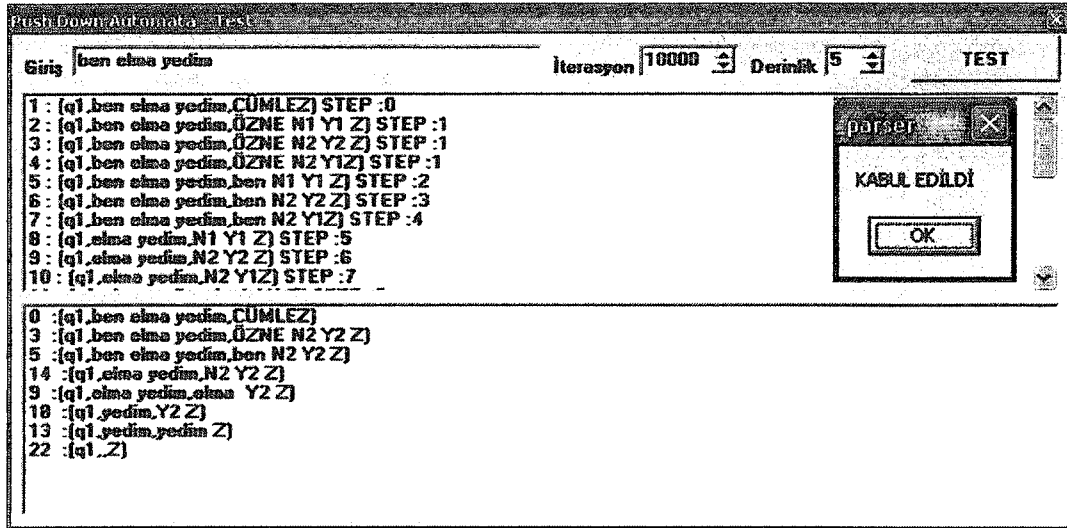 Push Down Automata - Test
Giriş ben elma yedim İterasyon 10000 Derinlik 5 TEST
1 : (q1,ben elma yedim,CÜMLEZ) STEP :0
2 : (q1,ben elma yedim,ÖZNE N1 Y1 Z) STEP :1
3 : (q1,ben elma yedim,ÖZNE N2 Y2 Z) STEP :1
4 : (q1,ben elma yedim,ÖZNE N2 Y1Z) STEP :1
5 : (q1,ben elma yedim,ben N1 Y1 Z) STEP :2
6 : (q1,ben elma yedim,ben N2 Y2 Z) STEP :3
7 : (q1,ben elma yedim,ben N2 Y1Z) STEP :4
8 : (q1,elma yedim,N1 Y1 Z) STEP :5
9 : (q1,elma yedim,N2 Y2 Z) STEP :6
10 : (q1,elma yedim,N2 Y1Z) STEP :7
parser
KABUL EDİLDİ
OK
0 :(q1,ben elma yedim,CÜMLEZ)
3 :(q1,ben elma yedim,ÖZNE N2 Y2 Z)
5 :(q1,ben elma yedim,ben N2 Y2 Z)
14 :(q1,elma yedim,N2 Y2 Z)
9 :(q1,elma yedim,elma Y2 Z)
18 :(q1,yedim,Y2 Z)
13 :(q1,yedim,yedim Z)
22 :(q1,,Z)